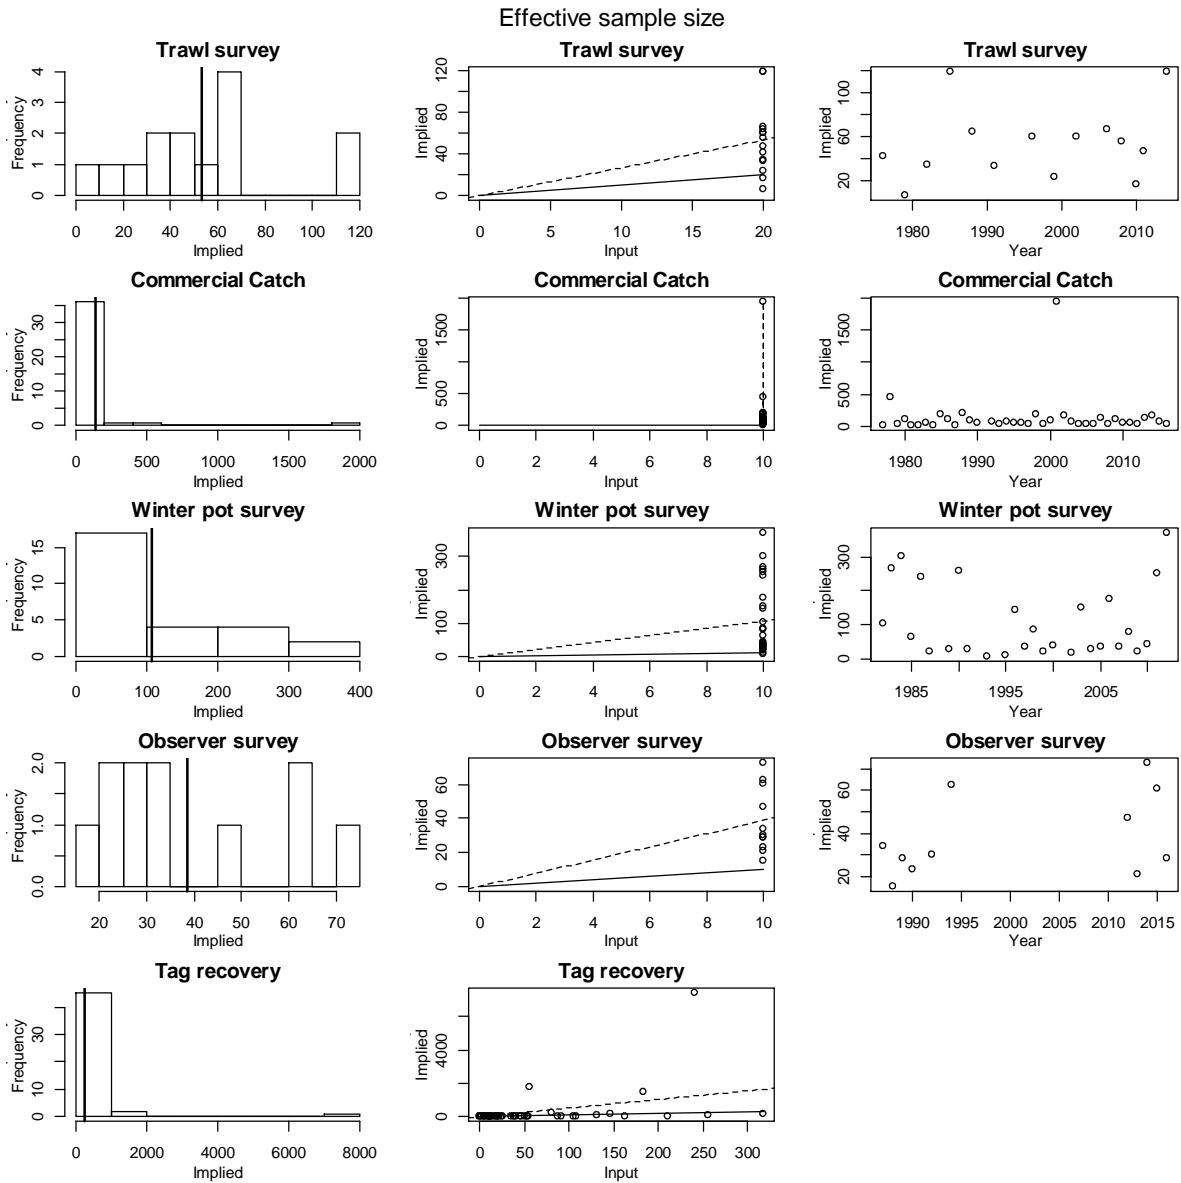 Effective sample size
Trawl survey
Frequency
0 1 2 3 4
0 20 40 60 80 100 120
Implied
Trawl survey
Implied
0 40 80 120
0 5 10 15 20
Input
Trawl survey
Implied
20 60 100
1980 1990 2000 2010
Year
Commercial Catch
Frequency
0 10 20 30
0 500 1000 1500 2000
Implied
Commercial Catch
Implied
0 500 1500
0 2 4 6 8 10
Input
Commercial Catch
Implied
0 500 1500
1980 1990 2000 2010
Year
Winter pot survey
Frequency
0 5 10 15
0 100 200 300 400
Implied
Winter pot survey
Implied
0 100 300
0 2 4 6 8 10
Input
Winter pot survey
Implied
0 100 300
1985 1995 2005
Year
Observer survey
Frequency
0.0 1.0 2.0
20 30 40 50 60 70
Implied
Observer survey
Implied
0 20 40 60
0 2 4 6 8 10
Input
Observer survey
Implied
20 40 60
1990 1995 2000 2005 2010 2015
Year
Tag recovery
Frequency
0 10 30
0 2000 4000 6000 8000
Implied
Tag recovery
Implied
0 4000
0 50 100 150 200 250 300
Input